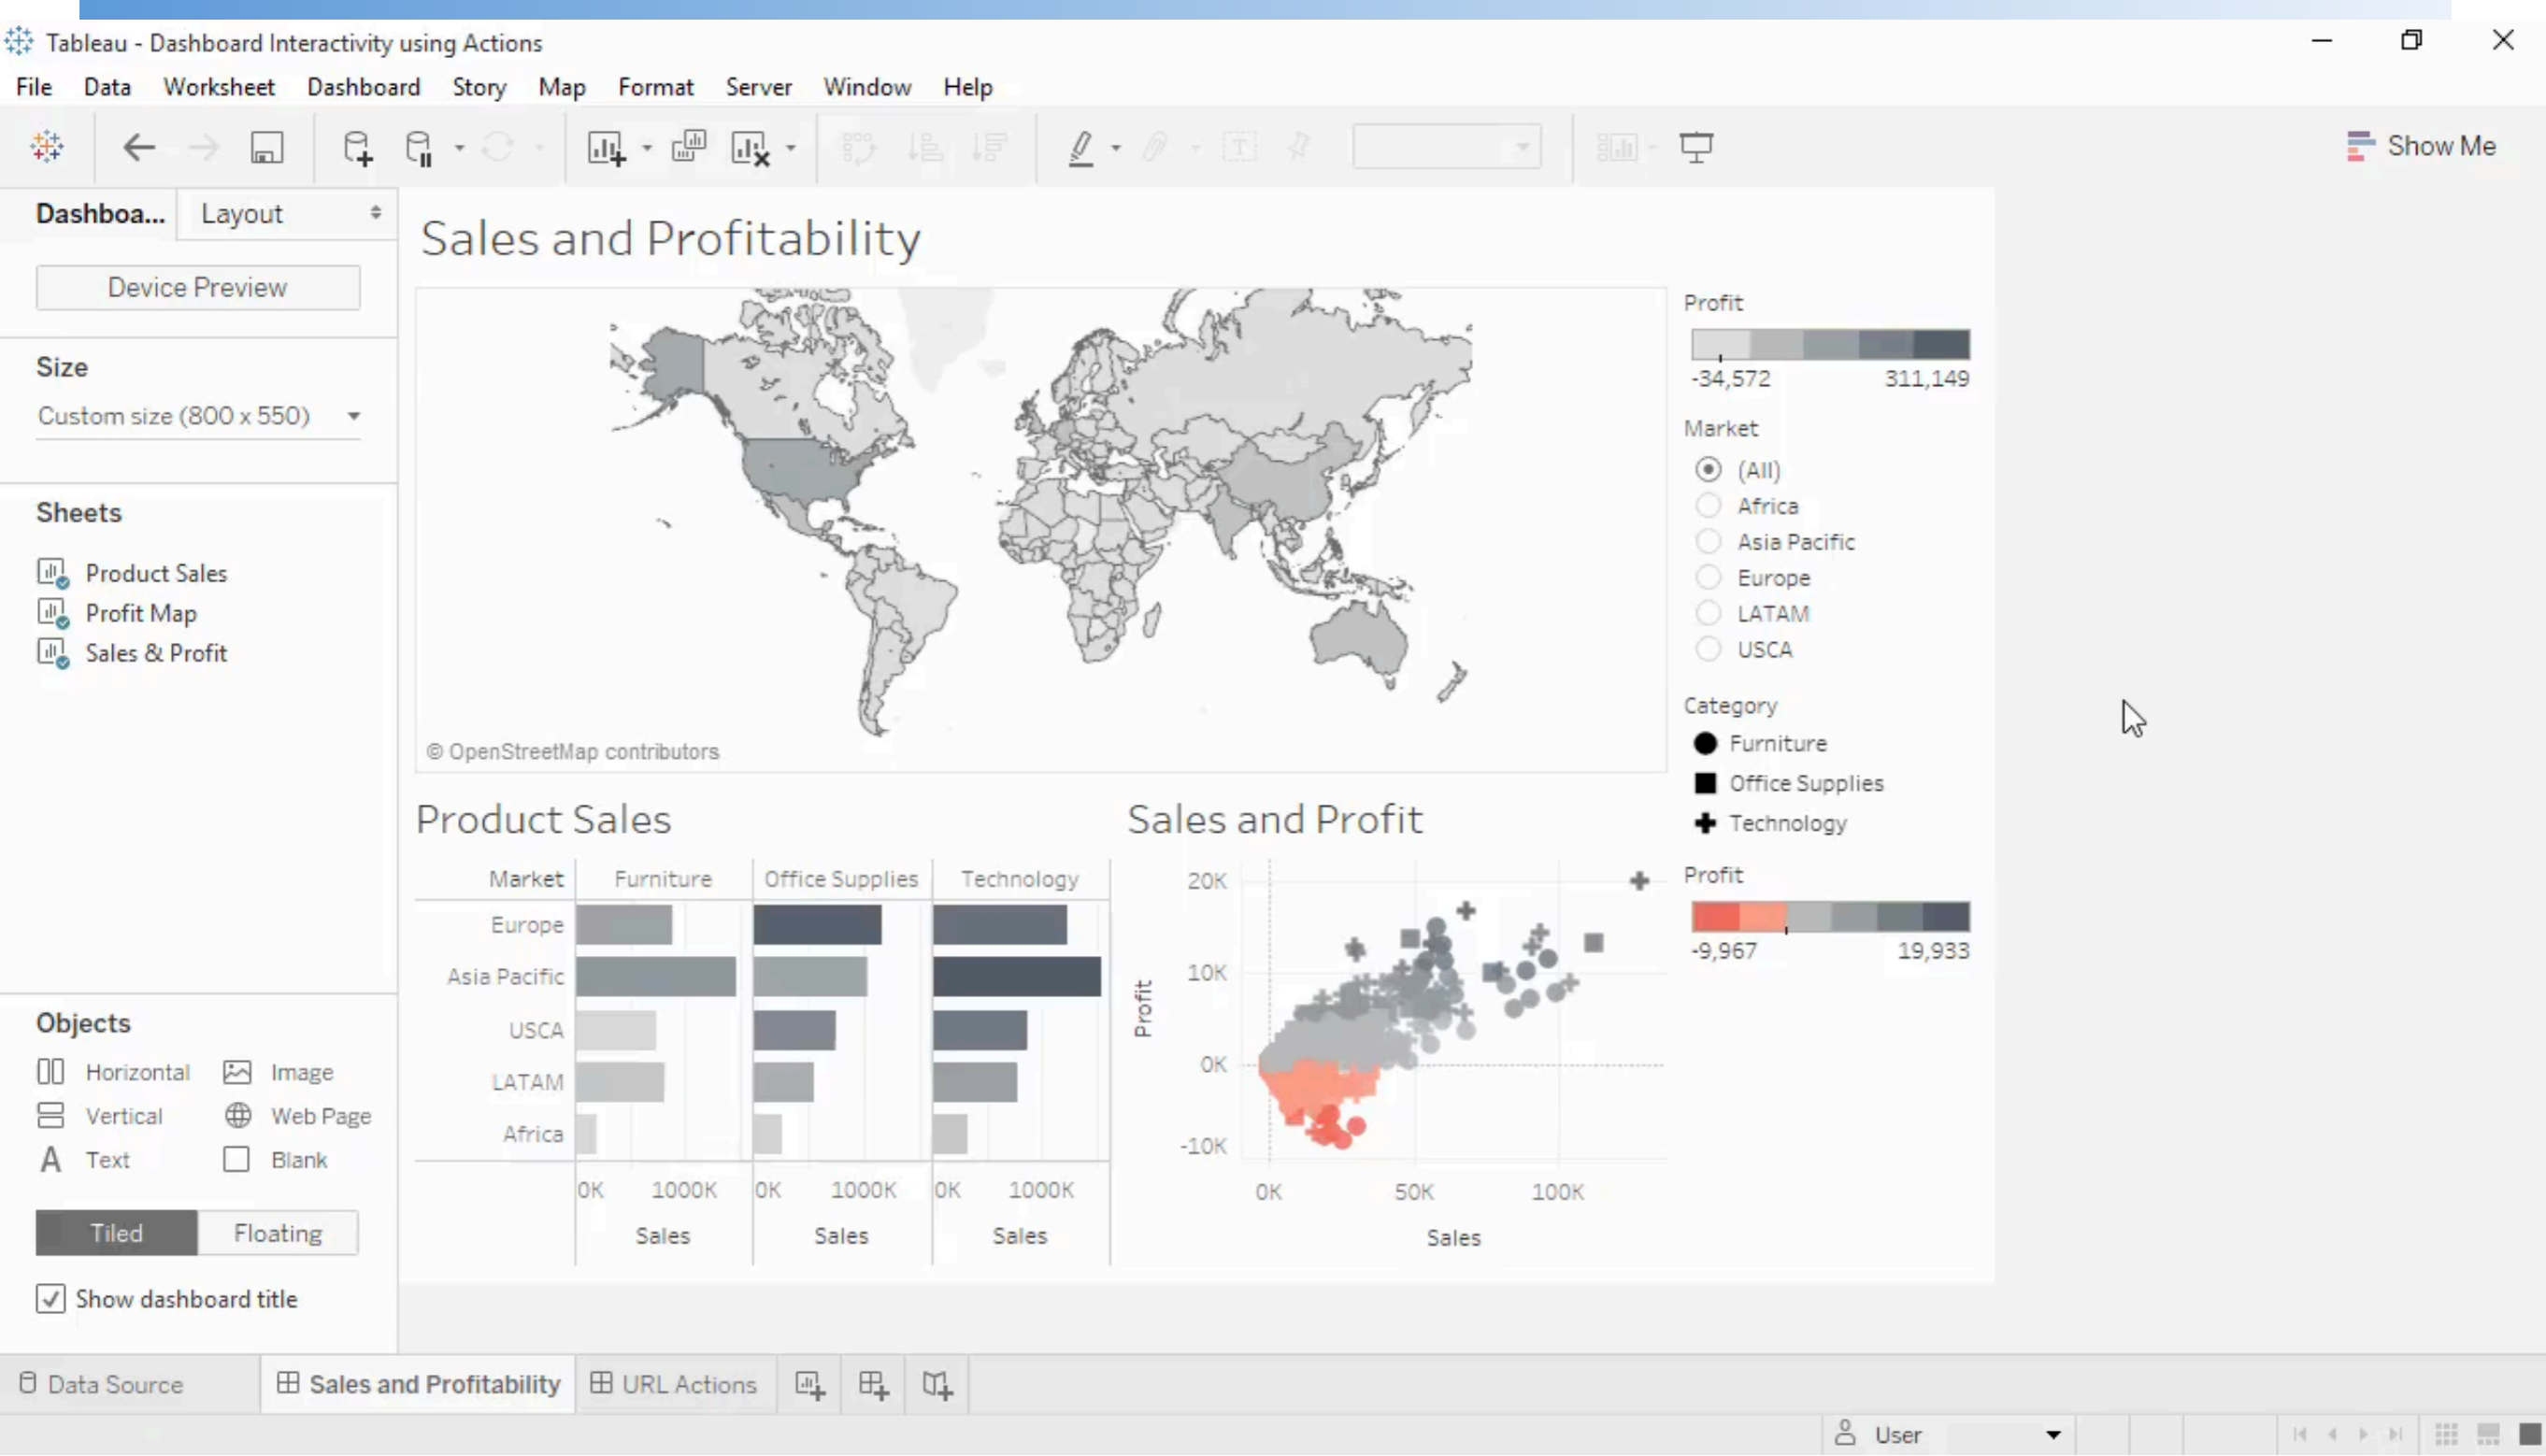 Tableau - Dashboard Interactivity using Actions
File Data Worksheet Dashboard Story Map Format Server Window Help
Show Me
Dashboa... Layout
Device Preview
Size
Custom size (800 x 550)
Sheets
Product Sales
Profit Map
Sales & Profit
Objects
Horizontal Image
Vertical Web Page
A Text Blank
Tiled Floating
Show dashboard title
Sales and Profitability
© OpenStreetMap contributors
Profit
-34,572 311,149
Market
(All)
Africa
Asia Pacific
Europe
LATAM
USCA
Category
Furniture
Office Supplies
Technology
Profit
-9,967 19,933
Product Sales
Market Furniture Office Supplies Technology
Europe
Asia Pacific
USCA
LATAM
Africa
0K 1000K 0K 1000K 0K 1000K
Sales Sales Sales
Sales and Profit
20K
10K
0K
-10K
Profit
0K 50K 100K
Sales
Data Source Sales and Profitability URL Actions
User